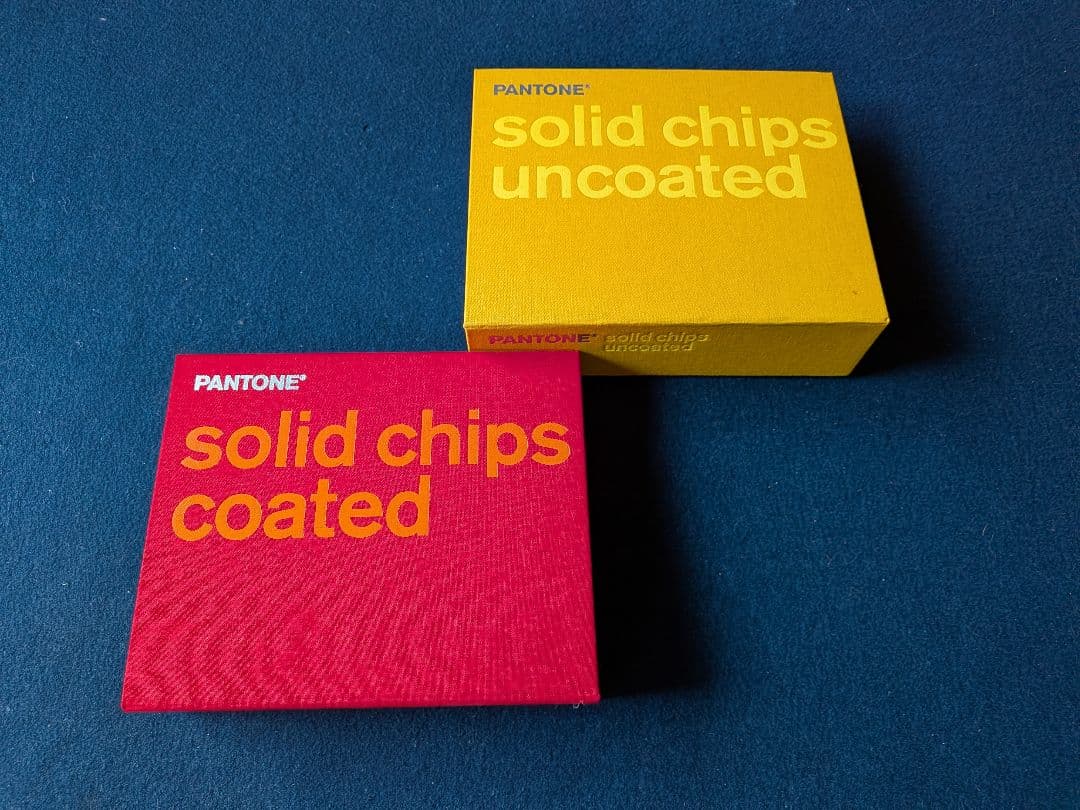 PANTONE®
solid chips
uncoated
PANTONE® solid chips
uncoated
PANTONE®
solid chips
coated